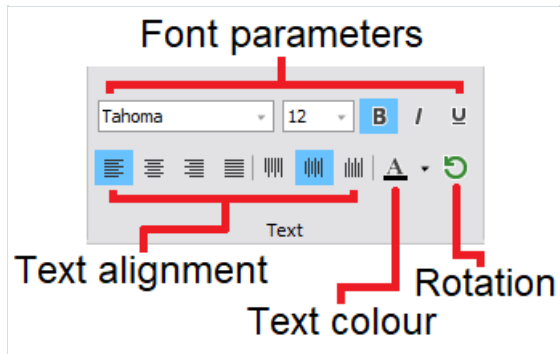 Font parameters
Tahoma 12 B I U
A
Text
Text alignment
Rotation
Text colour